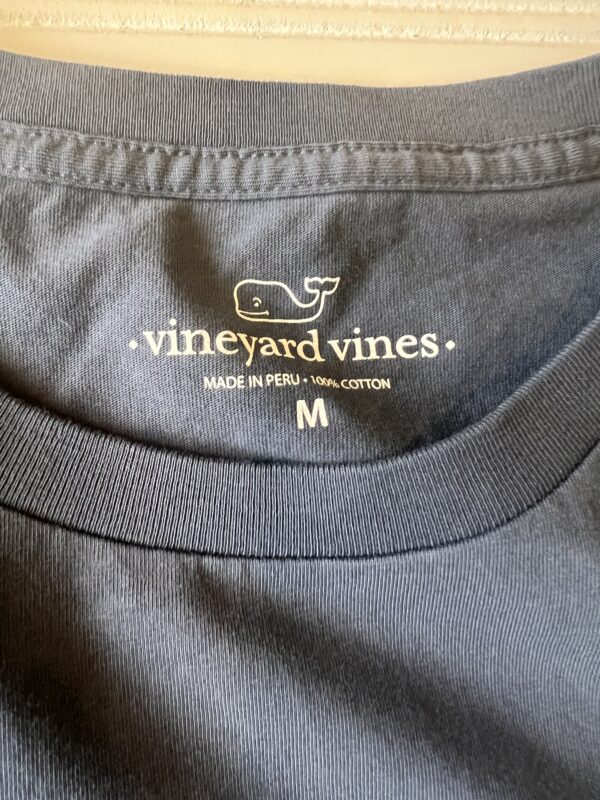 ·vineyard vines·
MADE IN PERU • 100% COTTON
M